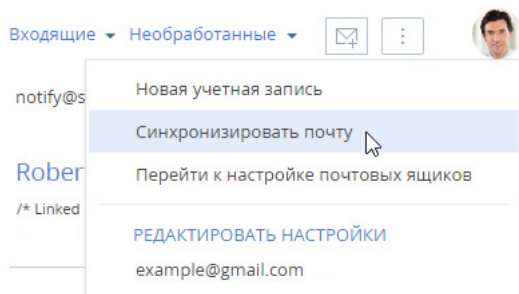 Входящие Необработанные
notify@s
Новая учетная запись
Синхронизировать почту
Rober
Перейти к настройке почтовых ящиков
/* Linked
РЕДАКТИРОВАТЬ НАСТРОЙКИ
example@gmail.com